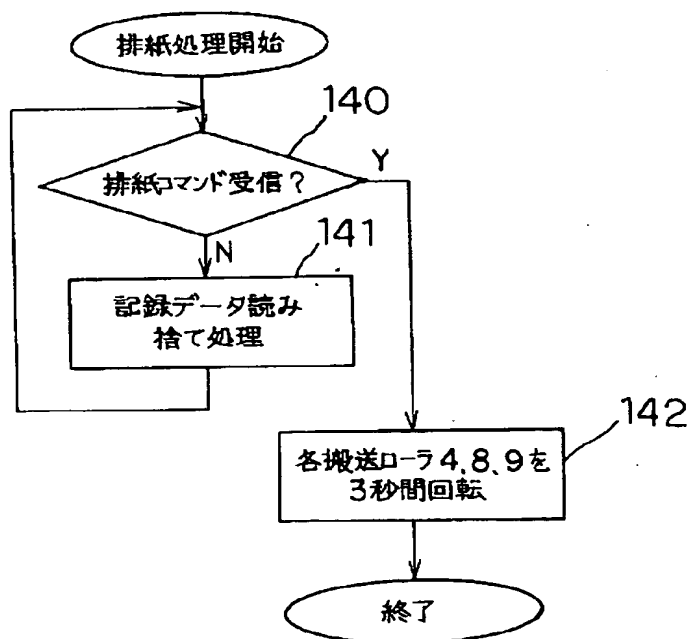 排紙処理開始
140
排紙コマンド受信?
Y
N
141
記録データ読み
捨て処理
142
各搬送ローラ4,8、9を
3秒間回転
終了